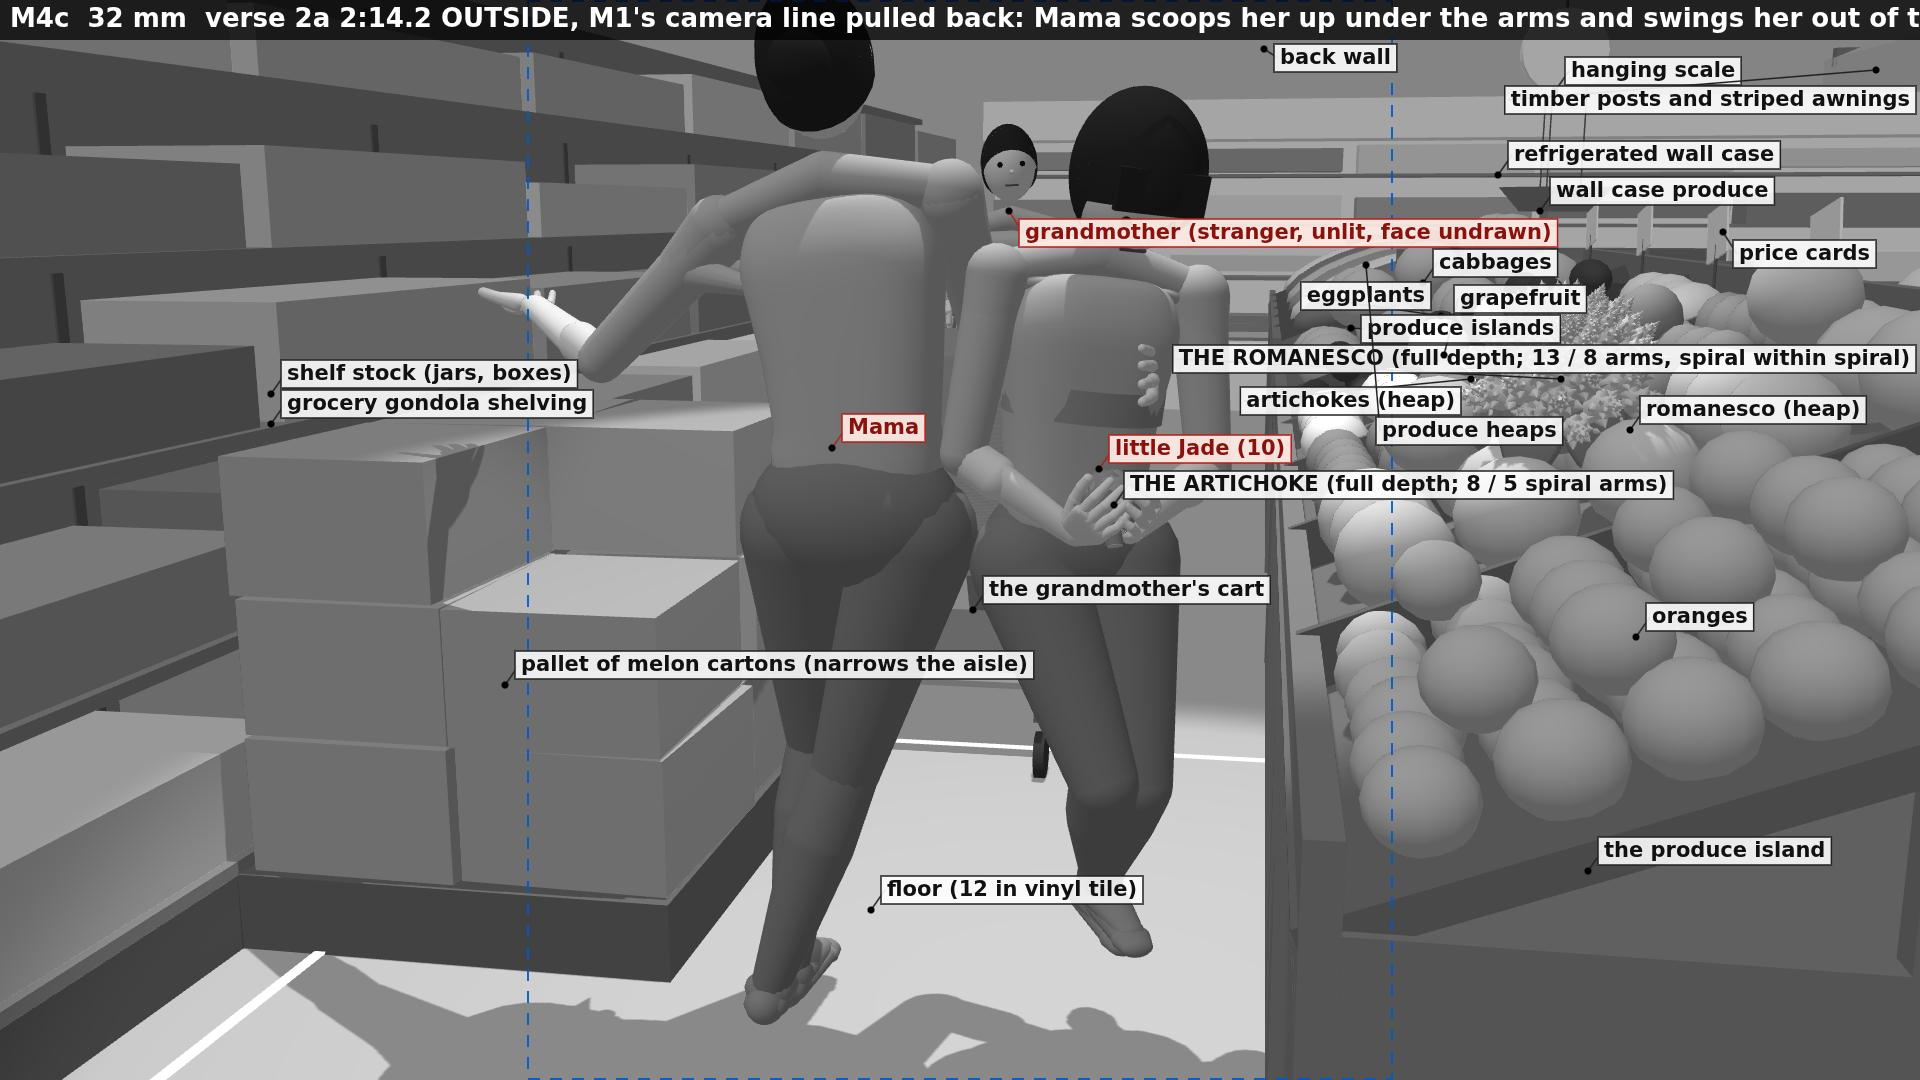 M4c 32 mm verse 2a 2:14.2 OUTSIDE, M1's camera line pulled back: Mama scoops her up under the arms and swings her out of t
back wall
hanging scale
timber posts and striped awnings
refrigerated wall case
wall case produce
grandmother (stranger, unlit, face undrawn)
price cards
cabbages
eggplants
grapefruit
produce islands
THE ROMANESCO (full depth; 13 / 8 arms, spiral within spiral)
shelf stock (jars, boxes)
grocery gondola shelving
artichokes (heap)
romanesco (heap)
Mama
produce heaps
little Jade (10)
THE ARTICHOKE (full depth; 8 / 5 spiral arms)
the grandmother's cart
oranges
pallet of melon cartons (narrows the aisle)
the produce island
floor (12 in vinyl tile)